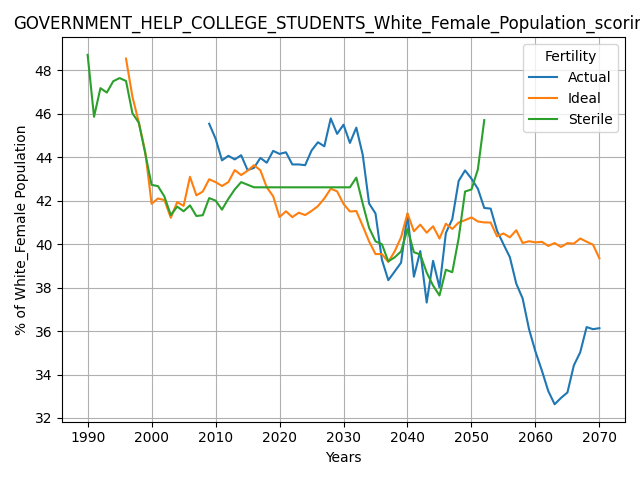 GOVERNMENT_HELP_COLLEGE_STUDENTS_White_Female_Population_scorin
Fertility
Actual
Ideal
Sterile
% of White_Female Population
48
46
44
42
40
38
36
34
32
1990
2000
2010
2020
2030
2040
2050
2060
2070
Years